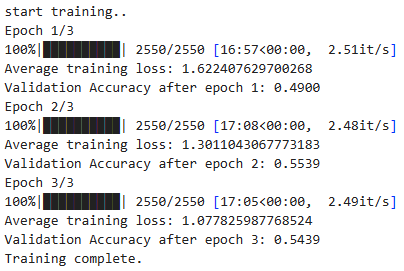 start training..
Epoch 1/3
100%|██████████| 2550/2550 [16:57<00:00,  2.51it/s]
Average training loss: 1.622407629700268
Validation Accuracy after epoch 1: 0.4900
Epoch 2/3
100%|██████████| 2550/2550 [17:08<00:00,  2.48it/s]
Average training loss: 1.3011043067773183
Validation Accuracy after epoch 2: 0.5539
Epoch 3/3
100%|██████████| 2550/2550 [17:05<00:00,  2.49it/s]
Average training loss: 1.077825987768524
Validation Accuracy after epoch 3: 0.5439
Training complete.